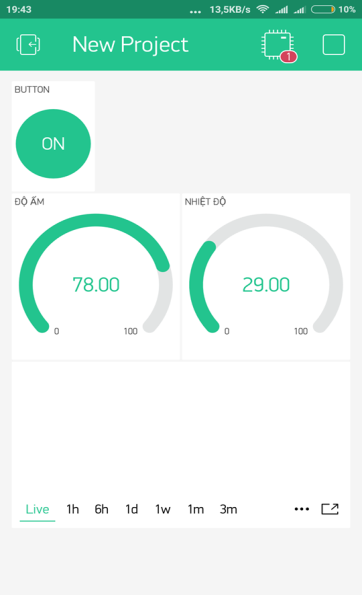 19:43 ... 13,5KB/s 10%
New Project 1
BUTTON
ON
ĐỘ ẨM NHIỆT ĐỘ
78.00 29.00
0 100 0 100
Live 1h 6h 1d 1w 1m 3m ...